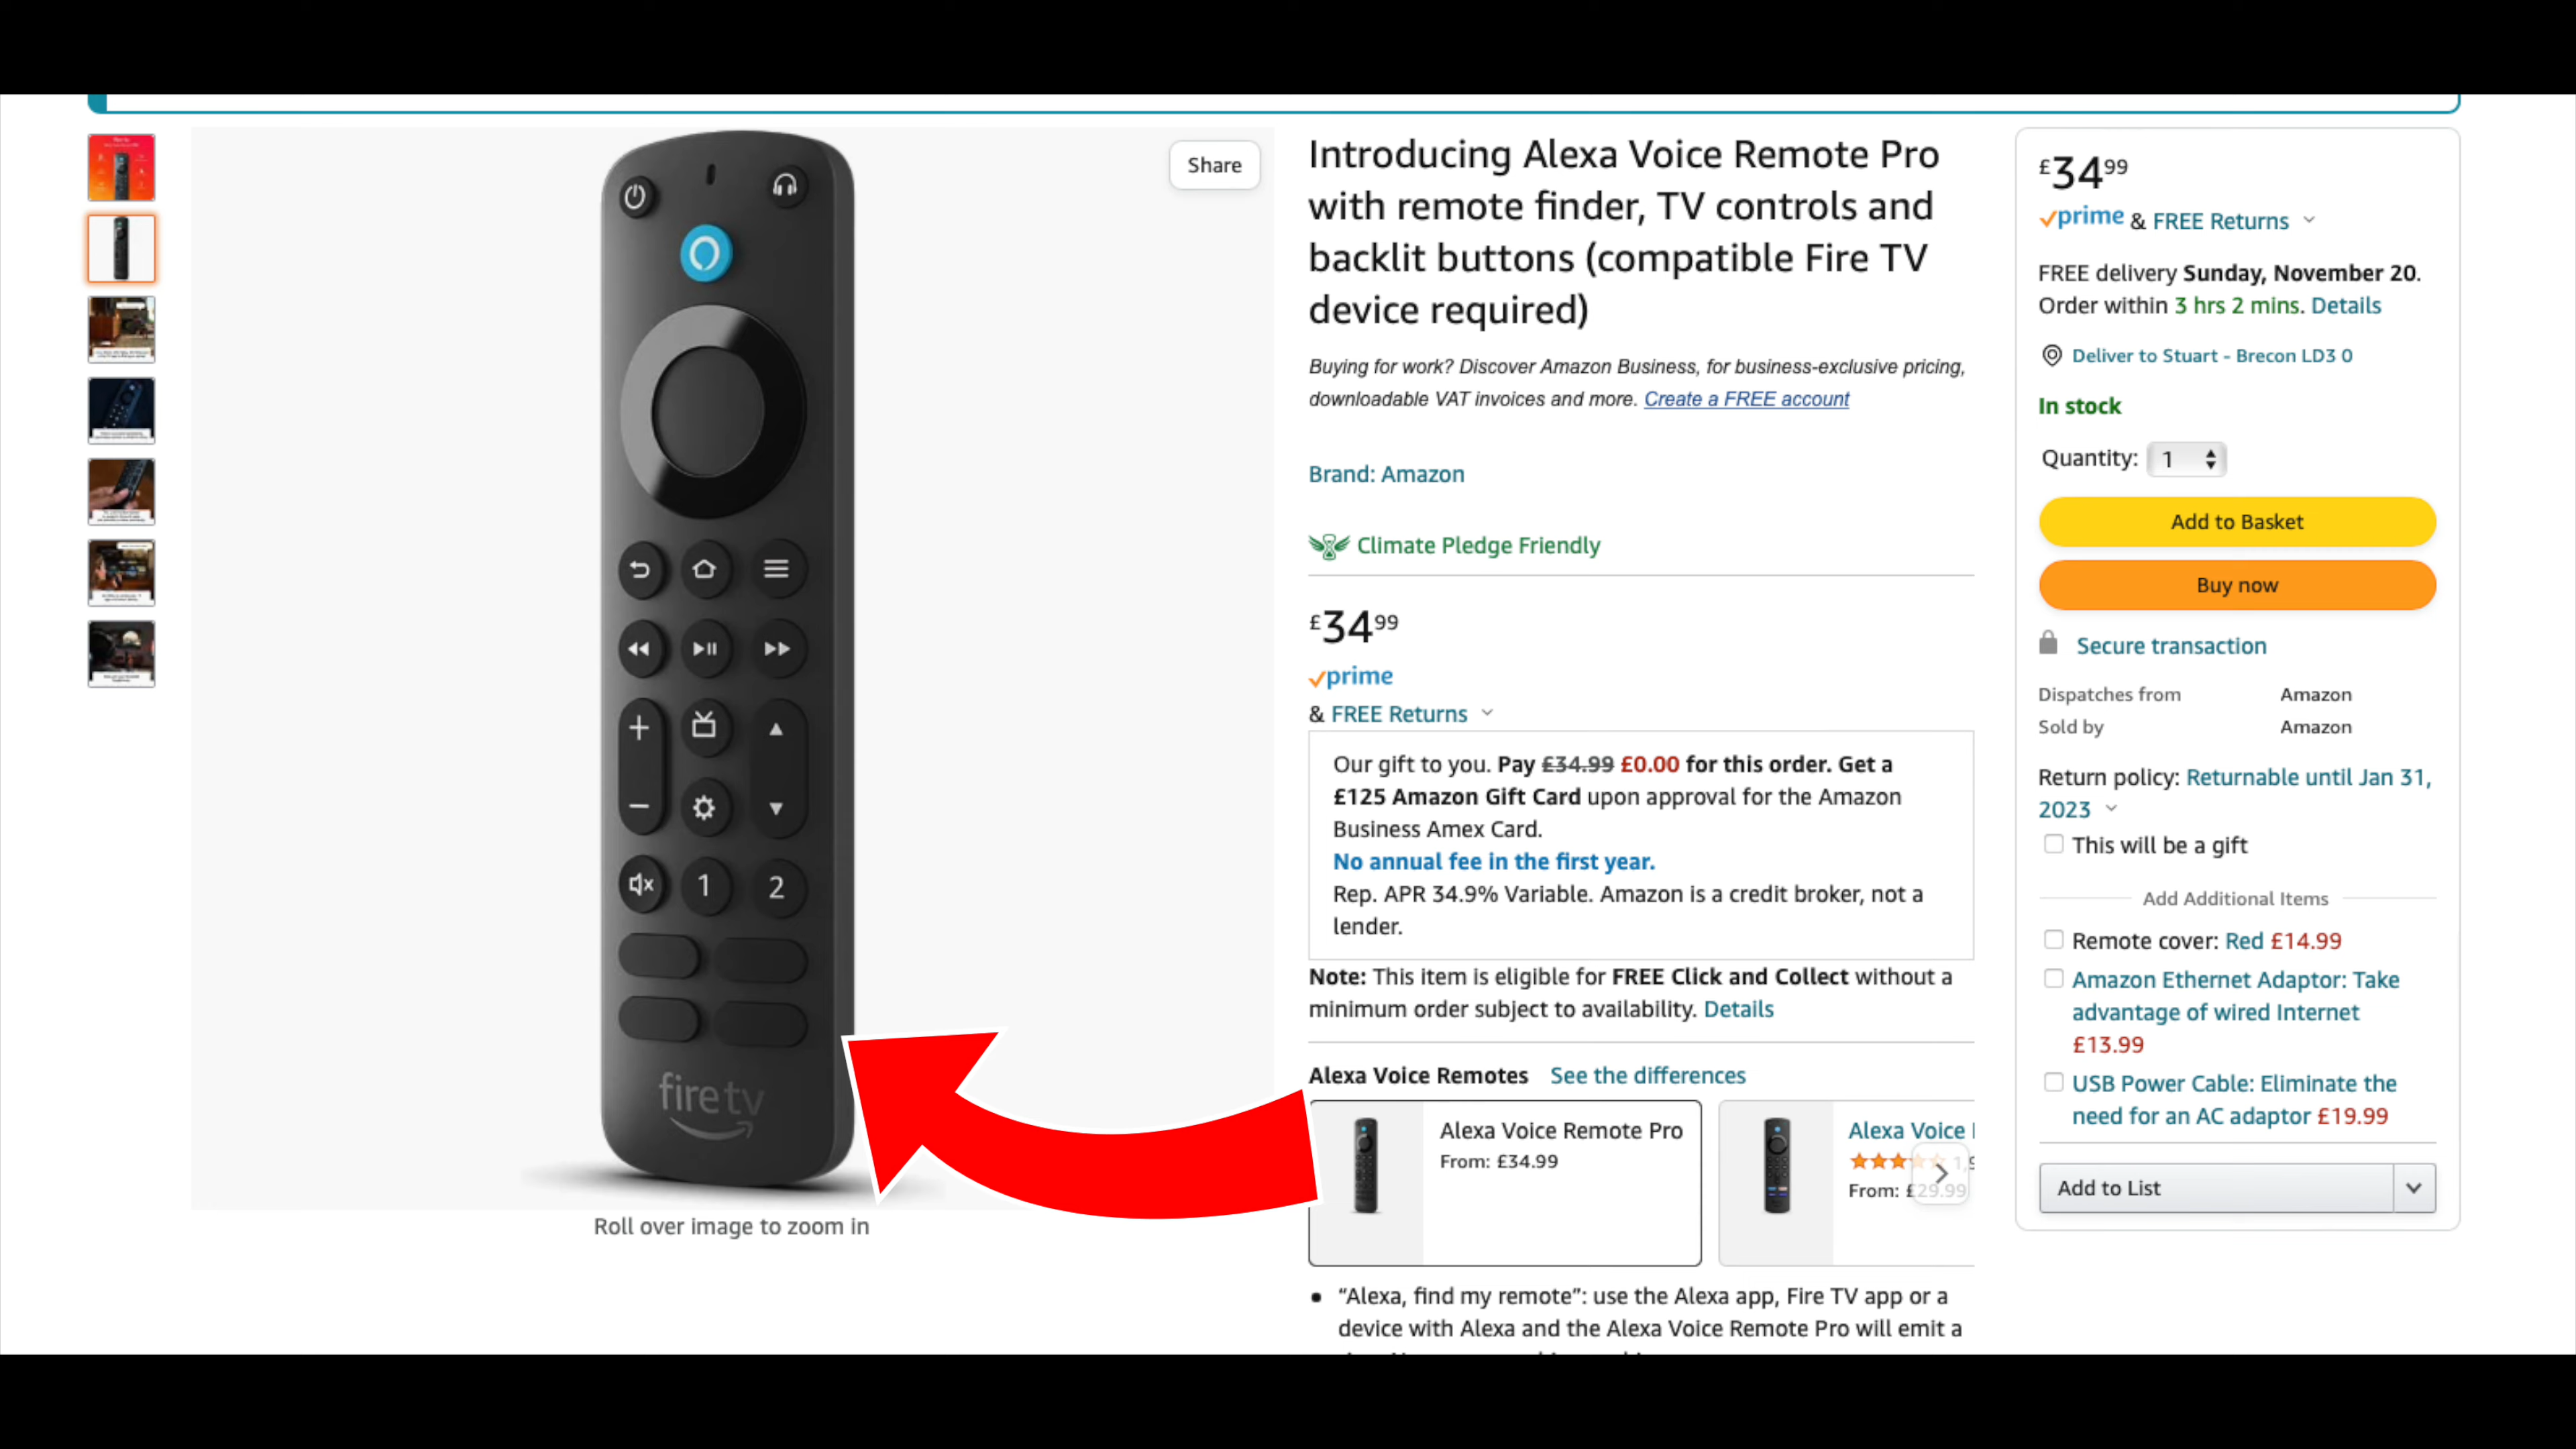 Share
1
2
firetv
Roll over image to zoom in
Introducing Alexa Voice Remote Pro
with remote finder, TV controls and
backlit buttons (compatible Fire TV
device required)
Buying for work? Discover Amazon Business, for business-exclusive pricing,
downloadable VAT invoices and more. Create a FREE account
Brand: Amazon
Climate Pledge Friendly
£34.99
prime
& FREE Returns
Our gift to you. Pay £34.99 £0.00 for this order. Get a
£125 Amazon Gift Card upon approval for the Amazon
Business Amex Card.
No annual fee in the first year.
Rep. APR 34.9% Variable. Amazon is a credit broker, not a
lender.
Note: This item is eligible for FREE Click and Collect without a
minimum order subject to availability. Details
Alexa Voice Remotes See the differences
Alexa Voice Remote Pro
From: £34.99
Alexa Voice
From: £29.99
• "Alexa, find my remote": use the Alexa app, Fire TV app or a
device with Alexa and the Alexa Voice Remote Pro will emit a
£34.99
prime & FREE Returns
FREE delivery Sunday, November 20.
Order within 3 hrs 2 mins. Details
Deliver to Stuart - Brecon LD3 0
In stock
Quantity: 1
Add to Basket
Buy now
Secure transaction
Dispatches from Amazon
Sold by Amazon
Return policy: Returnable until Jan 31,
2023
This will be a gift
Add Additional Items
Remote cover: Red £14.99
Amazon Ethernet Adaptor: Take
advantage of wired Internet
£13.99
USB Power Cable: Eliminate the
need for an AC adaptor £19.99
Add to List